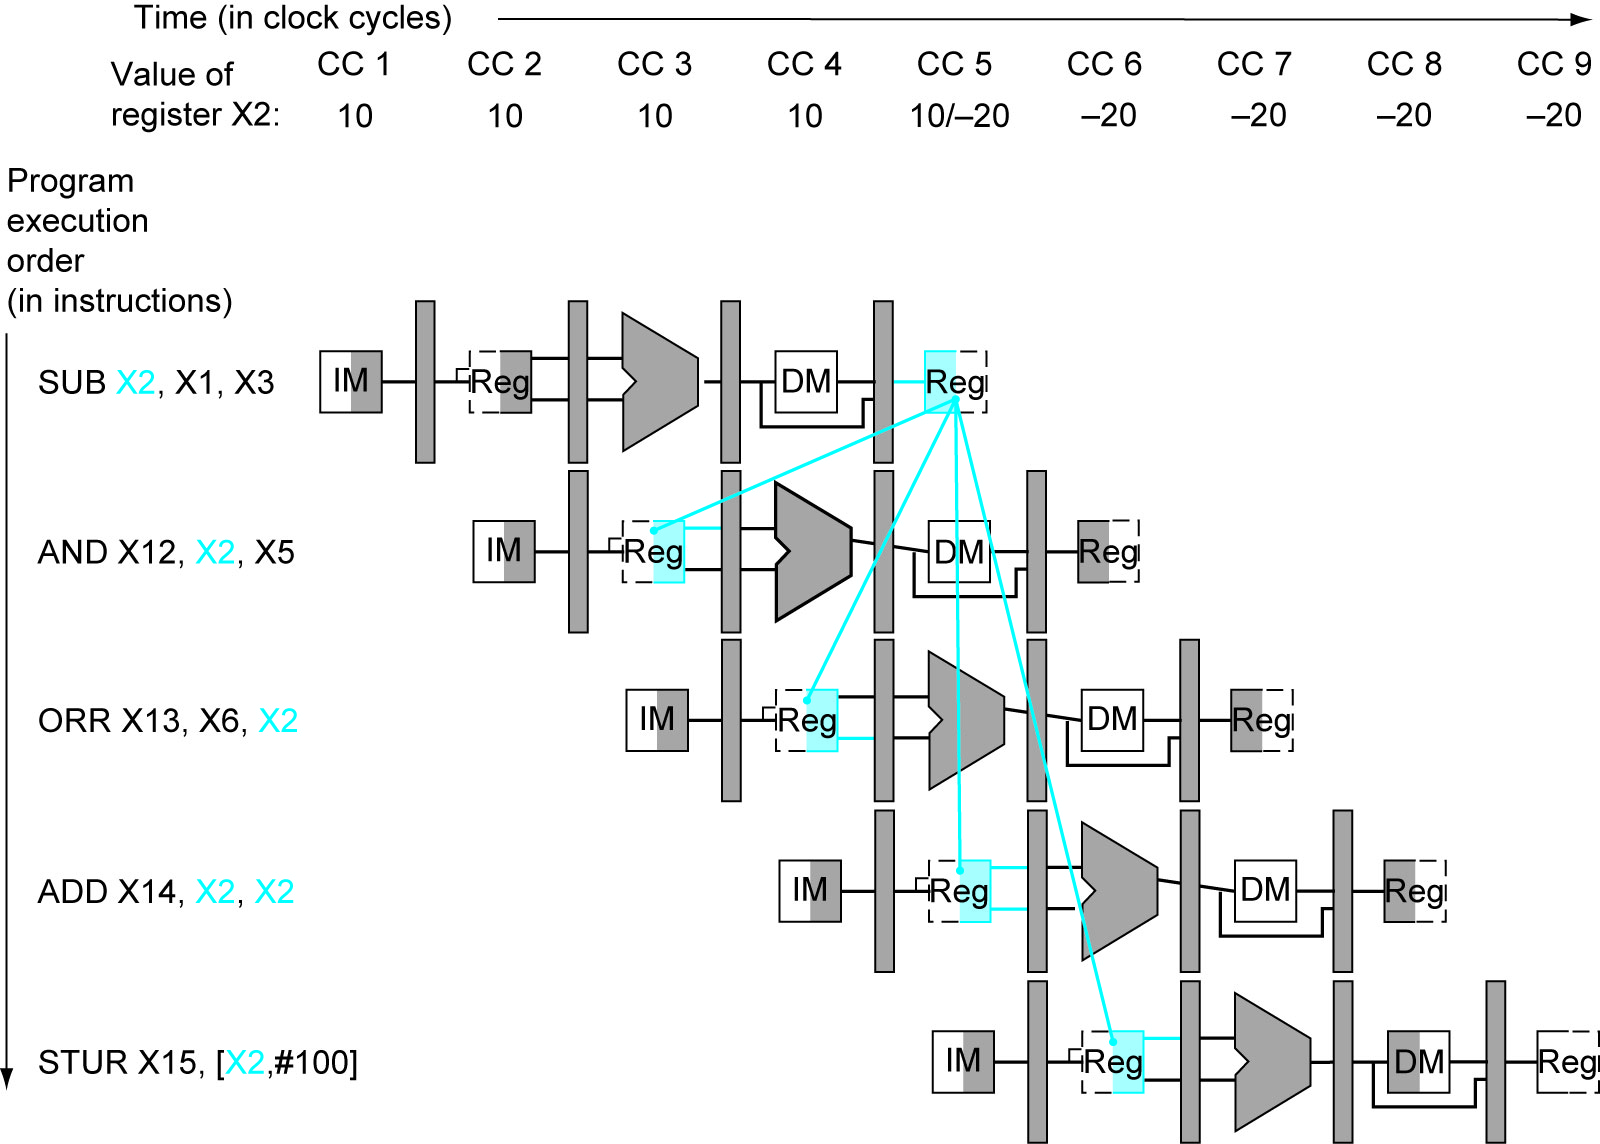 Time (in clock cycles)
CC 1 CC 2 CC 3 CC 4 CC 5 CC 6 CC 7 CC 8 CC 9
Value of
register X2: 10 10 10 10 10/–20 –20 –20 –20 –20
Program
execution
order
(in instructions)
SUB X2, X1, X3 IM Reg DM Reg
AND X12, X2, X5 IM Reg DM Reg
ORR X13, X6, X2 IM Reg DM Reg
ADD X14, X2, X2 IM Reg DM Reg
STUR X15, [X2,#100] IM Reg DM Reg